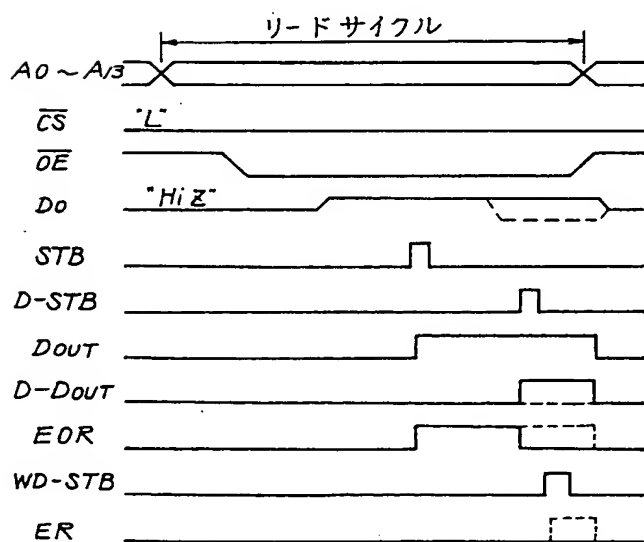 リードサイクル
A0～A13
CS "L"
OE
D0 "Hi Z"
STB
D-STB
DOUT
D-DOUT
EOR
WD-STB
ER